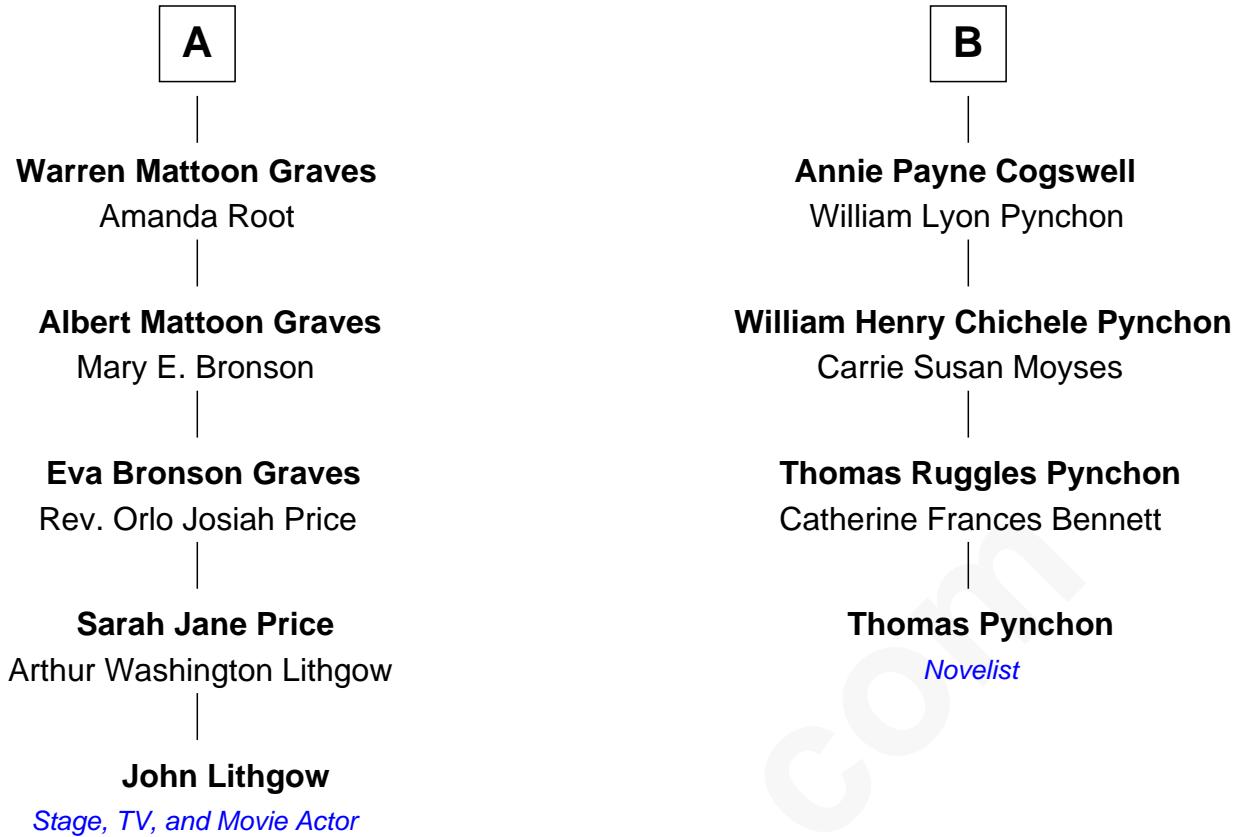 A
Warren Mattoon Graves
Amanda Root
Albert Mattoon Graves
Mary E. Bronson
Eva Bronson Graves
Rev. Orlo Josiah Price
Sarah Jane Price
Arthur Washington Lithgow
John Lithgow
Stage, TV, and Movie Actor
B
Annie Payne Cogswell
William Lyon Pynchon
William Henry Chichele Pynchon
Carrie Susan Moyses
Thomas Ruggles Pynchon
Catherine Frances Bennett
Thomas Pynchon
Novelist
com